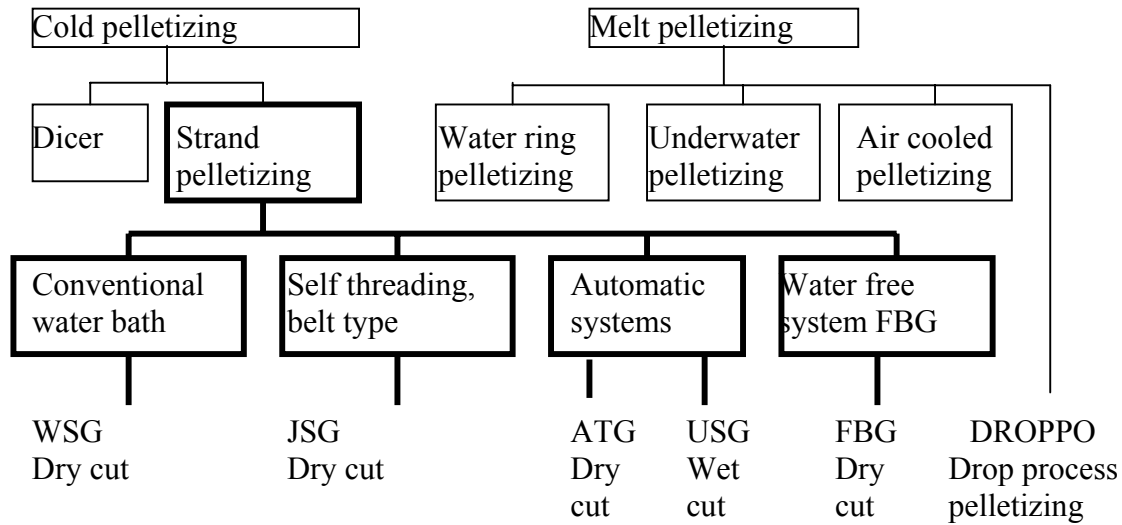 Cold pelletizing
Melt pelletizing
Dicer
Strand
pelletizing
Water ring
pelletizing
Underwater
pelletizing
Air cooled
pelletizing
Conventional
water bath
Self threading,
belt type
Automatic
systems
Water free
system FBG
WSG
Dry cut
JSG
Dry cut
ATG
Dry
cut
USG
Wet
cut
FBG
Dry
cut
DROPPO
Drop process
pelletizing